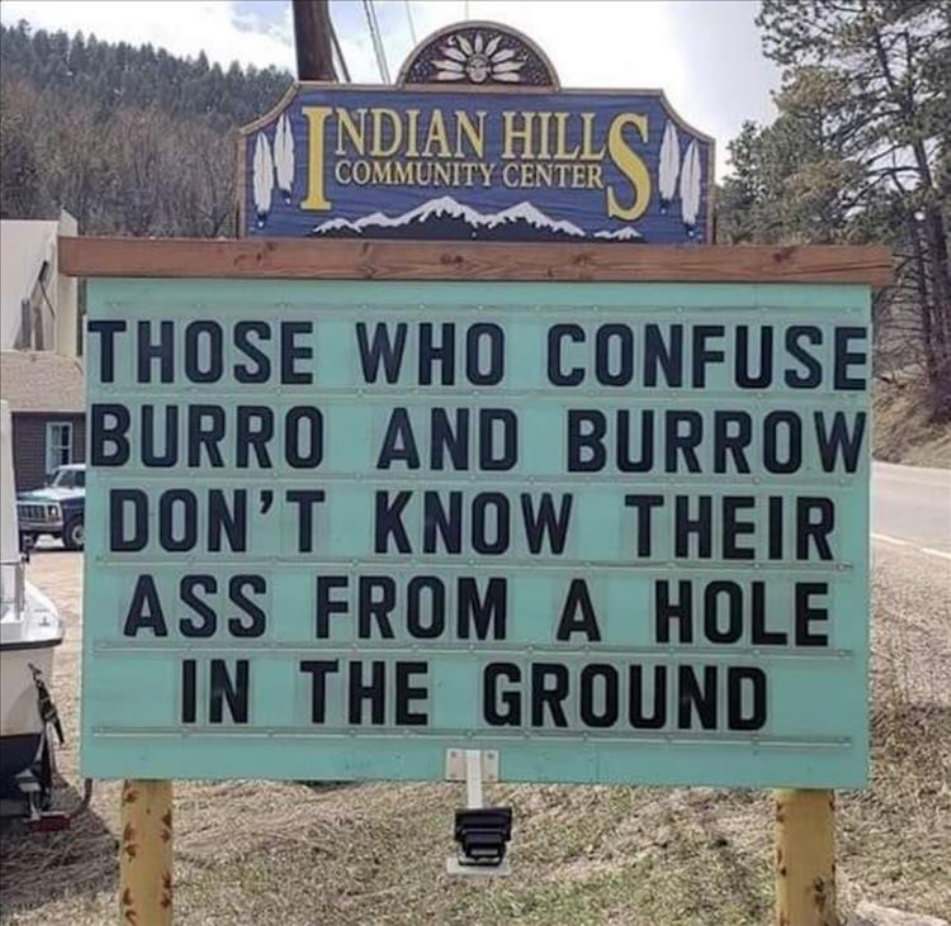 INDIAN HILLS
COMMUNITY CENTER
THOSE WHO CONFUSE
BURRO AND BURROW
DON'T KNOW THEIR
ASS FROM A HOLE
IN THE GROUND